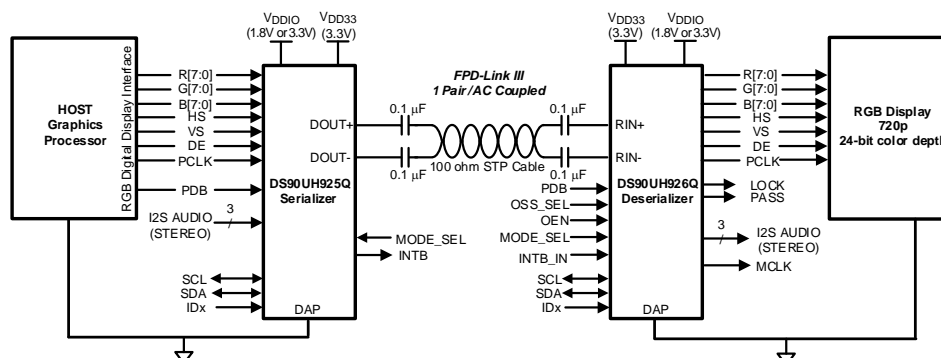 VDDIO
(1.8V or 3.3V)
VDD33
(3.3V)
VDD33
(3.3V)
VDDIO
(1.8V or 3.3V)
HOST
Graphics
Processor
RGB Digital Display Interface
R[7:0]
G[7:0]
B[7:0]
HS
VS
DE
PCLK
PDB
I2S AUDIO
(STEREO)
3
SCL
SDA
IDx
DOUT+
DOUT-
DS90UH925Q
Serializer
DAP
MODE_SEL
INTB
FPD-Link III
1 Pair/AC Coupled
0.1 μF
0.1 μF
0.1 μF
0.1 μF
100 ohm STP Cable
PDB
OSS_SEL
OEN
MODE_SEL
INTB_IN
SCL
SDA
IDx
RIN+
RIN-
DS90UH926Q
Deserializer
DAP
R[7:0]
G[7:0]
B[7:0]
HS
VS
DE
PCLK
LOCK
PASS
3
I2S AUDIO
(STEREO)
MCLK
RGB Display
720p
24-bit color depth